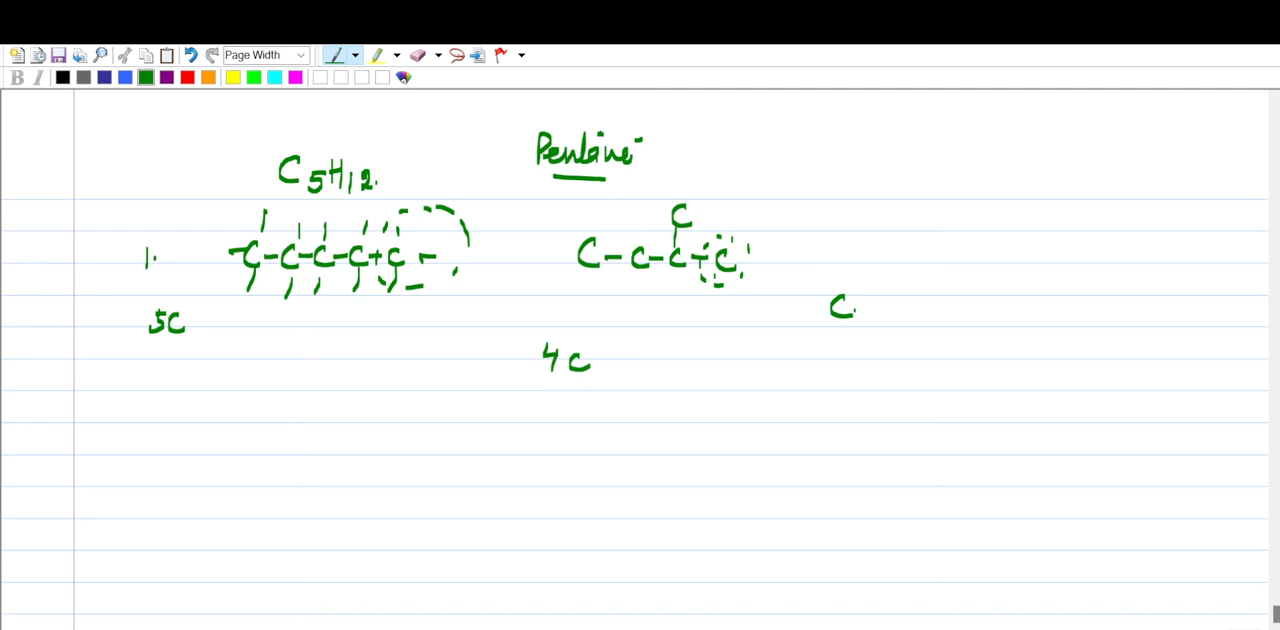 Page Width
B I
Pentane
C5H12.
1. -C-C-C-C-C-
C
C-C-C-C
C.
5C
4C